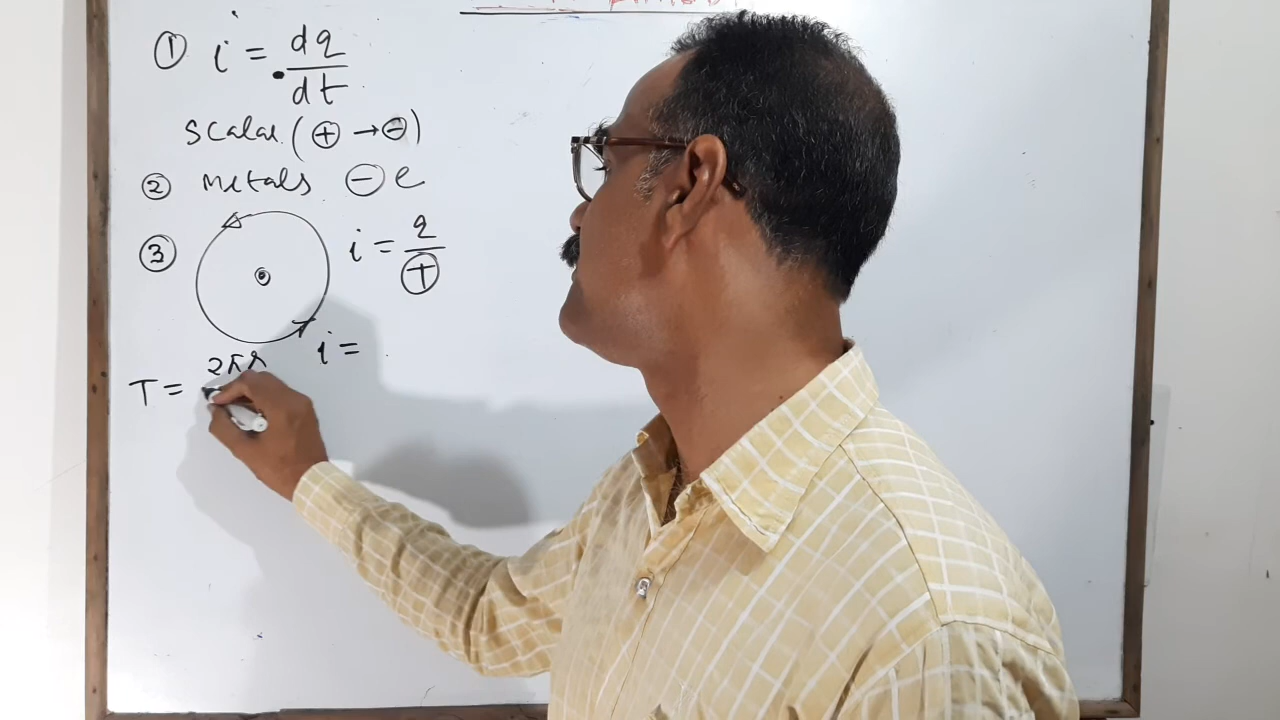 ① i = dq/dt
scalar (⊕ → ⊖)
② metals ⊖ e
③ i = q/T
i =
T = 2πr